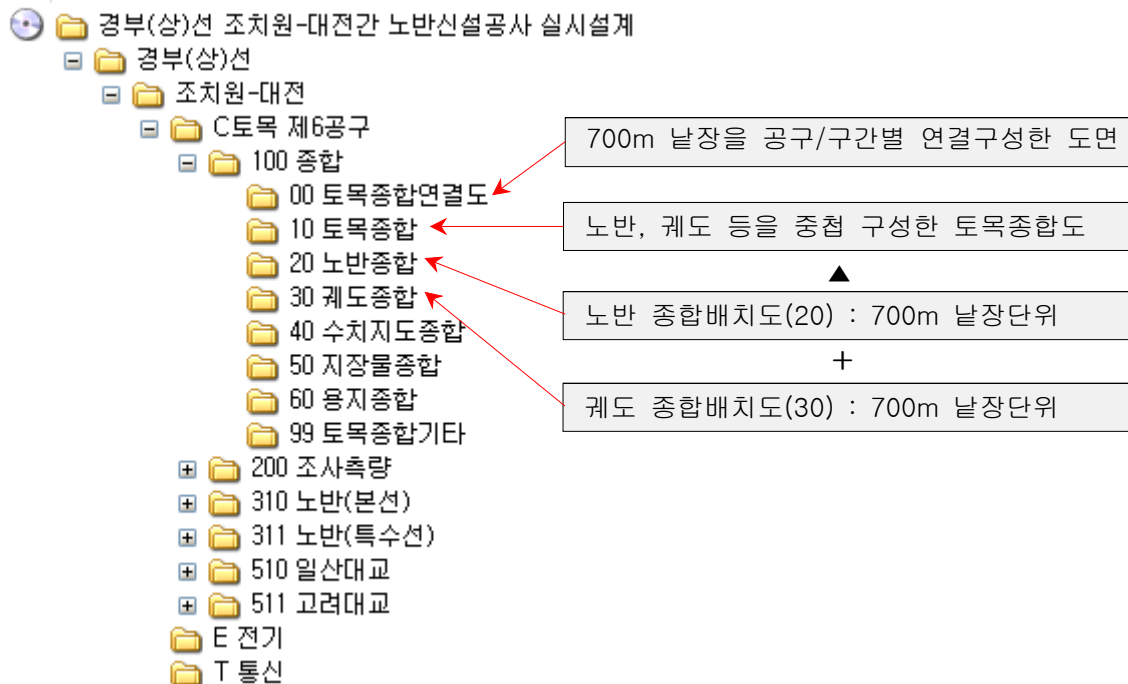 경부(상)선 조치원-대전간 노반신설공사 실시설계
경부(상)선
조치원-대전
C토목 제6공구
100 종합
00 토목종합연결도
10 토목종합
20 노반종합
30 궤도종합
40 수치지도종합
50 지장물종합
60 용지종합
99 토목종합기타
200 조사측량
310 노반(본선)
311 노반(특수선)
510 일산대교
511 고려대교
E 전기
T 통신
700m 낱장을 공구/구간별 연결구성한 도면
노반, 궤도 등을 중첩 구성한 토목종합도
▲
노반 종합배치도(20) : 700m 낱장단위
+
궤도 종합배치도(30) : 700m 낱장단위